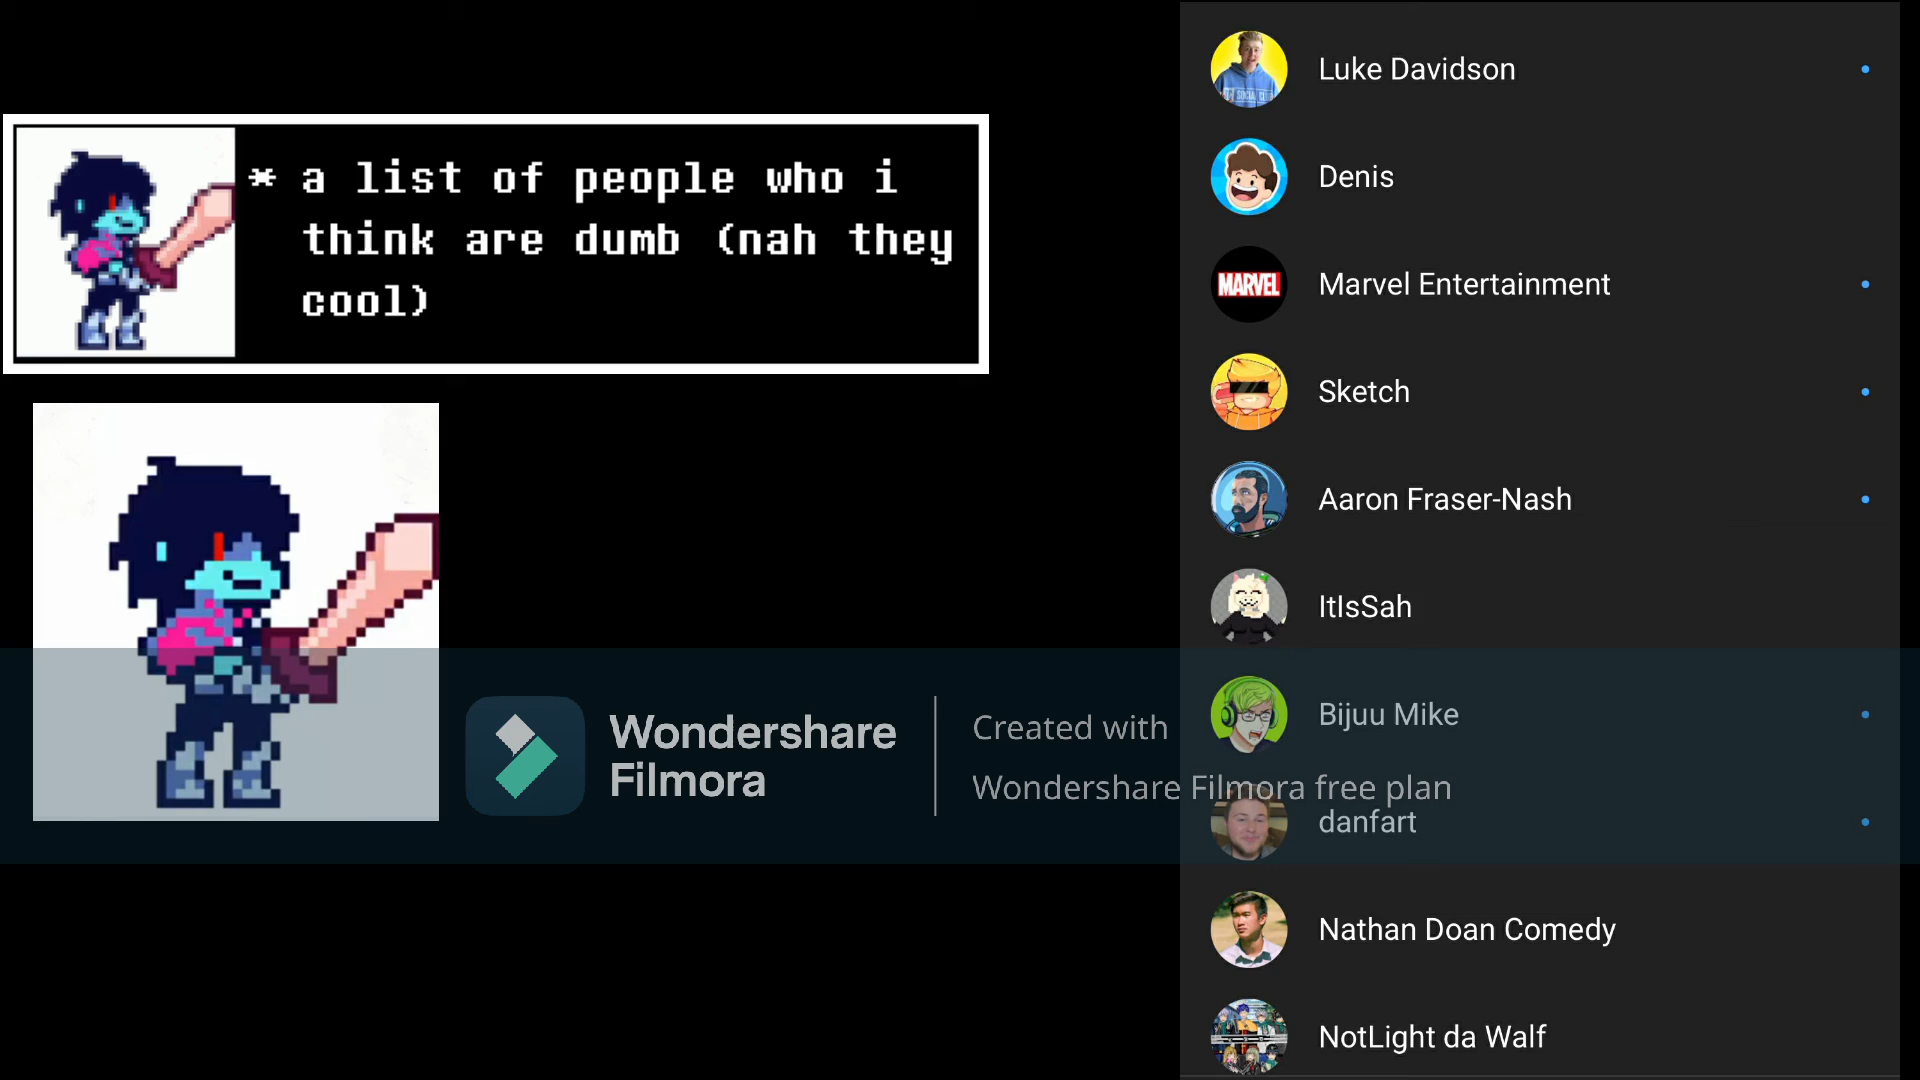 * a list of people who i
think are dumb (nah they
cool)
Luke Davidson
Denis
MARVEL
Marvel Entertainment
Sketch
Aaron Fraser-Nash
ItIsSah
Bijuu Mike
danfart
Nathan Doan Comedy
NotLight da Walf
Wondershare
Filmora
Created with
Wondershare Filmora free plan